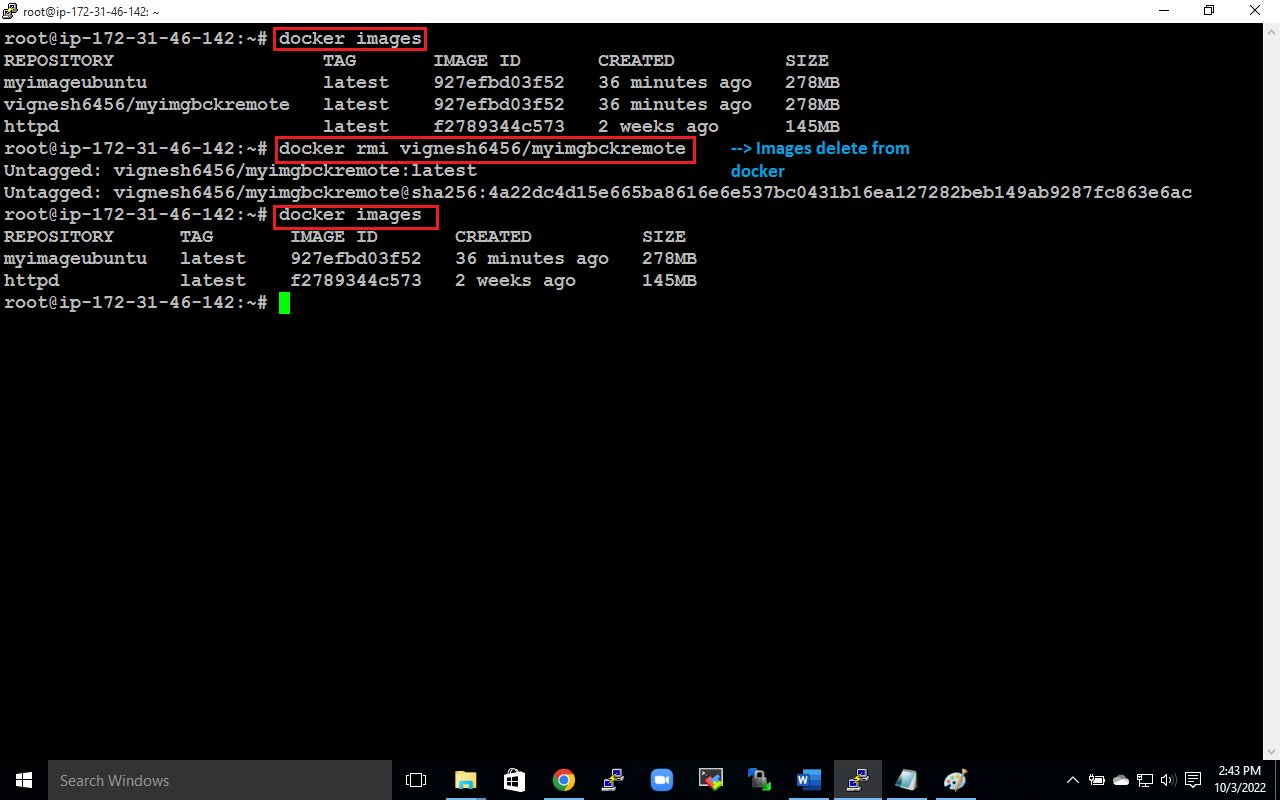 root@ip-172-31-46-142: ~
root@ip-172-31-46-142:~# docker images
REPOSITORY TAG IMAGE ID CREATED SIZE
myimageubuntu latest 927efbd03f52 36 minutes ago 278MB
vignesh6456/myimgbckremote latest 927efbd03f52 36 minutes ago 278MB
httpd latest f2789344c573 2 weeks ago 145MB
root@ip-172-31-46-142:~# docker rmi vignesh6456/myimgbckremote --> Images delete from
Untagged: vignesh6456/myimgbckremote:latest docker
Untagged: vignesh6456/myimgbckremote@sha256:4a22dc4d15e665ba8616e6e537bc0431b16ea127282beb149ab9287fc863e6ac
root@ip-172-31-46-142:~# docker images
REPOSITORY TAG IMAGE ID CREATED SIZE
myimageubuntu latest 927efbd03f52 36 minutes ago 278MB
httpd latest f2789344c573 2 weeks ago 145MB
root@ip-172-31-46-142:~#
Search Windows
2:43 PM
10/3/2022